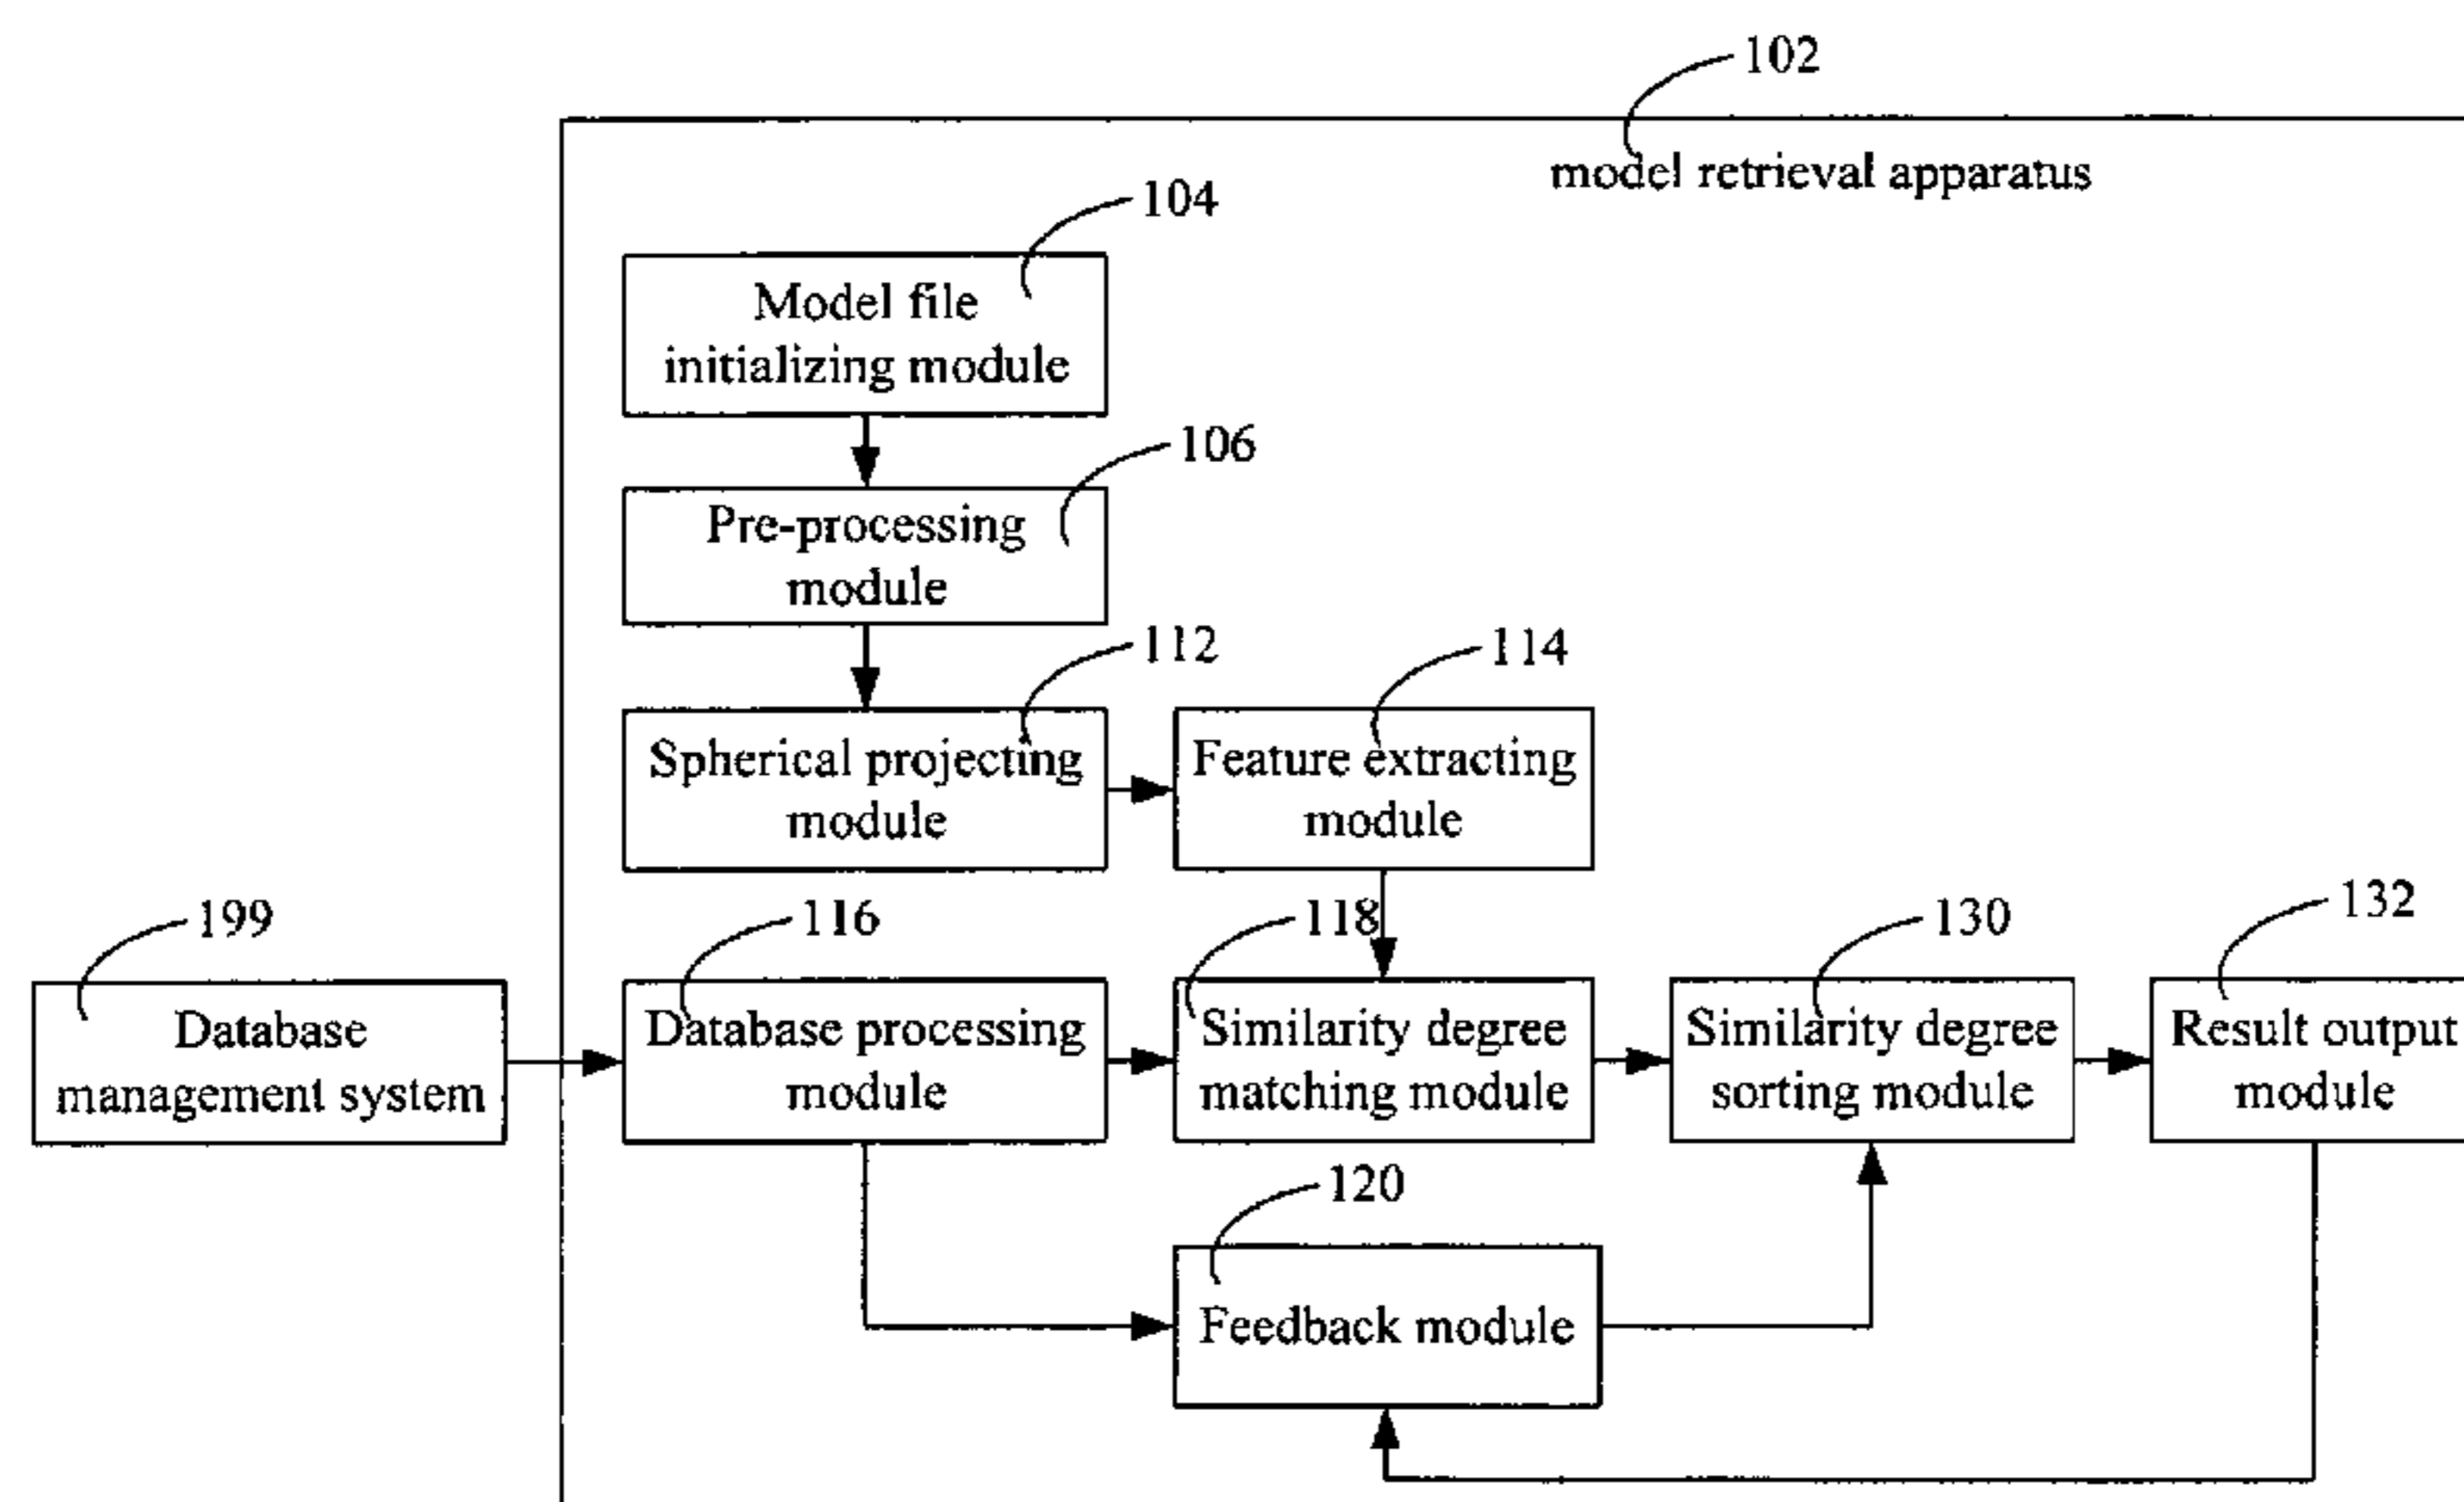 102
model retrieval apparatus
104
Model file
initializing module
106
Pre-processing
module
112
Spherical projecting
module
114
Feature extracting
module
199
Database
management system
116
Database processing
module
118
Similarity degree
matching module
130
Similarity degree
sorting module
132
Result output
module
120
Feedback module